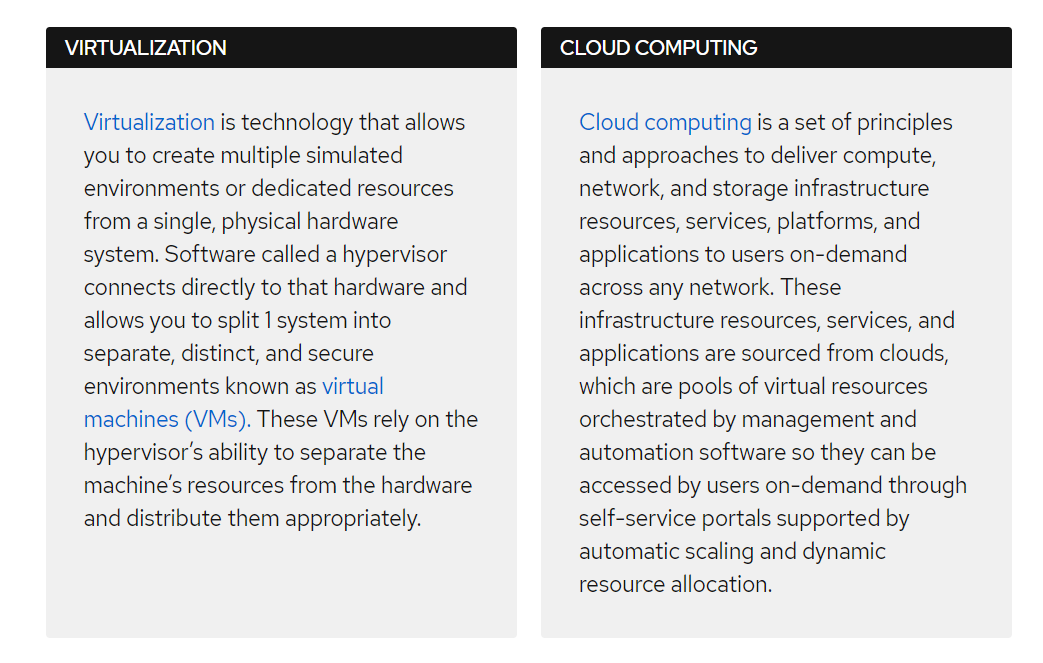 VIRTUALIZATION
Virtualization is technology that allows
you to create multiple simulated
environments or dedicated resources
from a single, physical hardware
system. Software called a hypervisor
connects directly to that hardware and
allows you to split 1 system into
separate, distinct, and secure
environments known as virtual
machines (VMs). These VMs rely on the
hypervisor’s ability to separate the
machine’s resources from the hardware
and distribute them appropriately.
CLOUD COMPUTING
Cloud computing is a set of principles
and approaches to deliver compute,
network, and storage infrastructure
resources, services, platforms, and
applications to users on-demand
across any network. These
infrastructure resources, services, and
applications are sourced from clouds,
which are pools of virtual resources
orchestrated by management and
automation software so they can be
accessed by users on-demand through
self-service portals supported by
automatic scaling and dynamic
resource allocation.